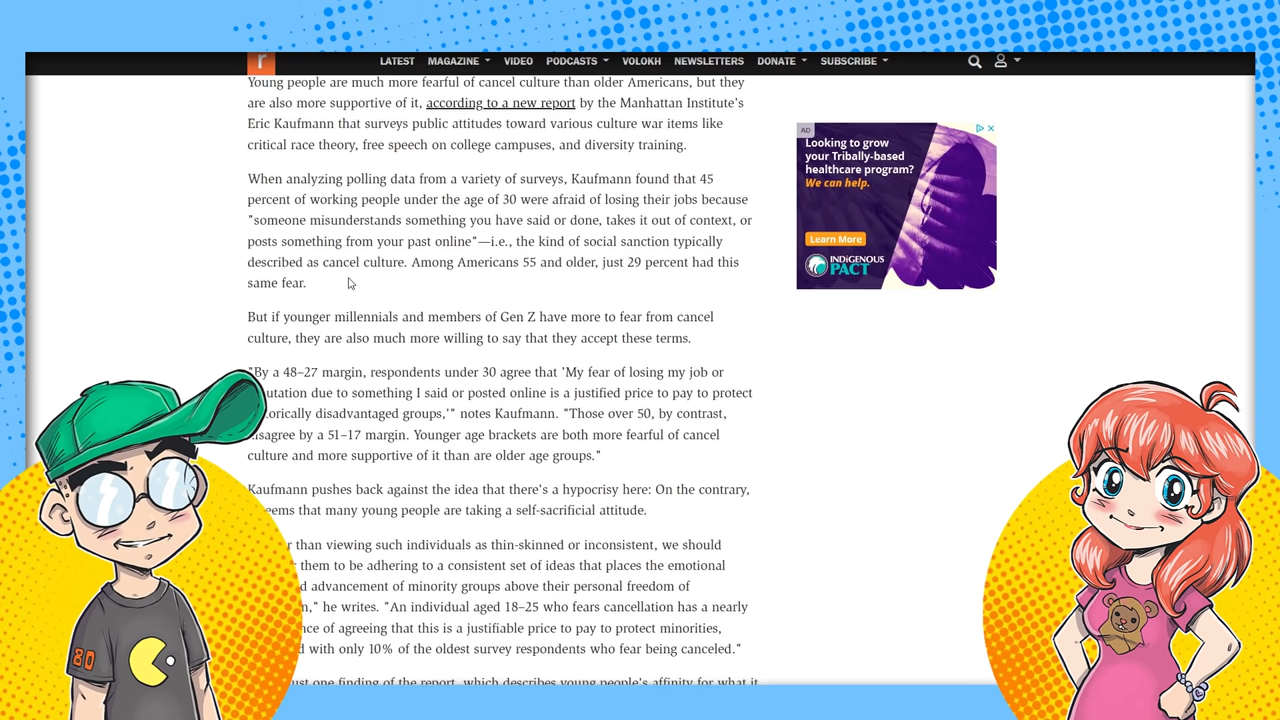 r
LATEST MAGAZINE VIDEO PODCASTS VOLOKH NEWSLETTERS DONATE SUBSCRIBE
Young people are much more fearful of cancel culture than older Americans, but they
are also more supportive of it, according to a new report by the Manhattan Institute's
Eric Kaufmann that surveys public attitudes toward various culture war items like
critical race theory, free speech on college campuses, and diversity training.
When analyzing polling data from a variety of surveys, Kaufmann found that 45
percent of working people under the age of 30 were afraid of losing their jobs because
"someone misunderstands something you have said or done, takes it out of context, or
posts something from your past online"—i.e., the kind of social sanction typically
described as cancel culture. Among Americans 55 and older, just 29 percent had this
same fear.
But if younger millennials and members of Gen Z have more to fear from cancel
culture, they are also much more willing to say that they accept these terms.
"By a 48–27 margin, respondents under 30 agree that 'My fear of losing my job or
due to something I said or posted online is a justified price to pay to protect
disadvantaged groups,'" notes Kaufmann. "Those over 50, by contrast,
disagree by a 51–17 margin. Younger age brackets are both more fearful of cancel
culture and more supportive of it than are older age groups."
Kaufmann pushes back against the idea that there's a hypocrisy here: On the contrary,
that many young people are taking a self-sacrificial attitude.
than viewing such individuals as thin-skinned or inconsistent, we should
them to be adhering to a consistent set of ideas that places the emotional
advancement of minority groups above their personal freedom of
he writes. "An individual aged 18–25 who fears cancellation has a nearly
of agreeing that this is a justifiable price to pay to protect minorities,
with only 10% of the oldest survey respondents who fear being canceled."
one finding of the report, which describes young people's affinity for what it
AD
Looking to grow
your Tribally-based
healthcare program?
We can help.
Learn More
INDIGENOUS
PACT
80